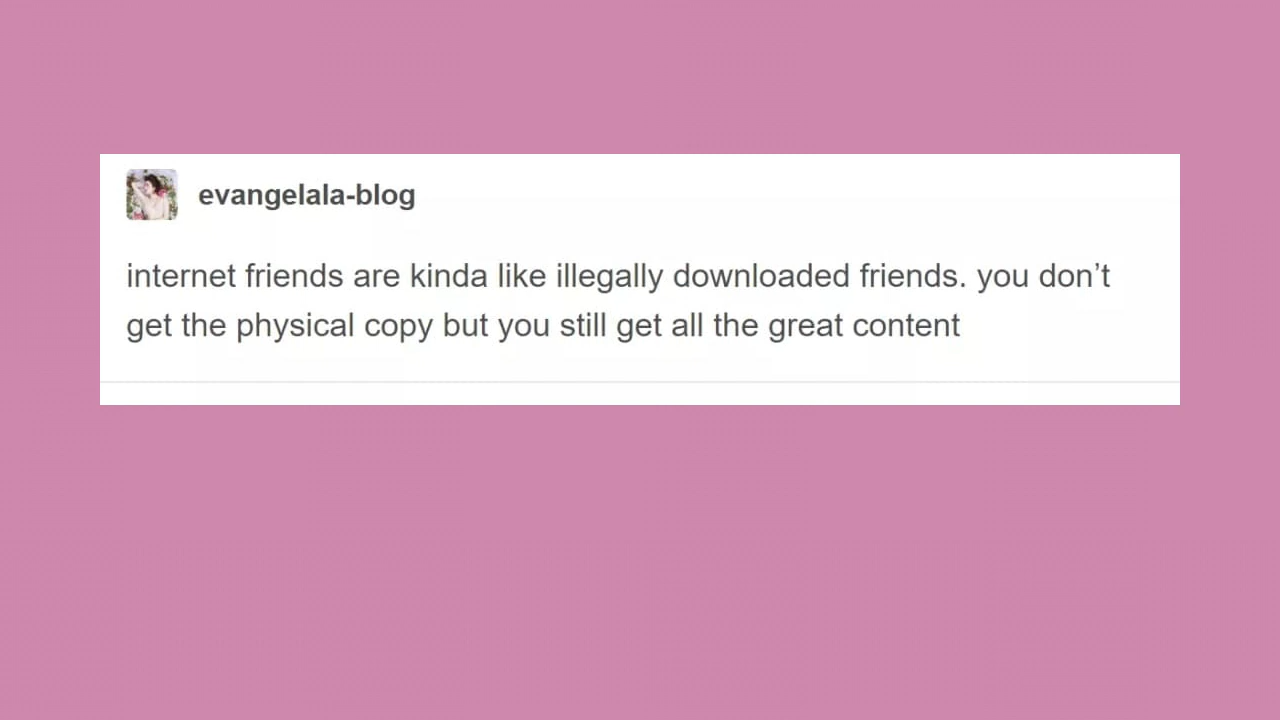 evangelala-blog
internet friends are kinda like illegally downloaded friends. you don’t
get the physical copy but you still get all the great content